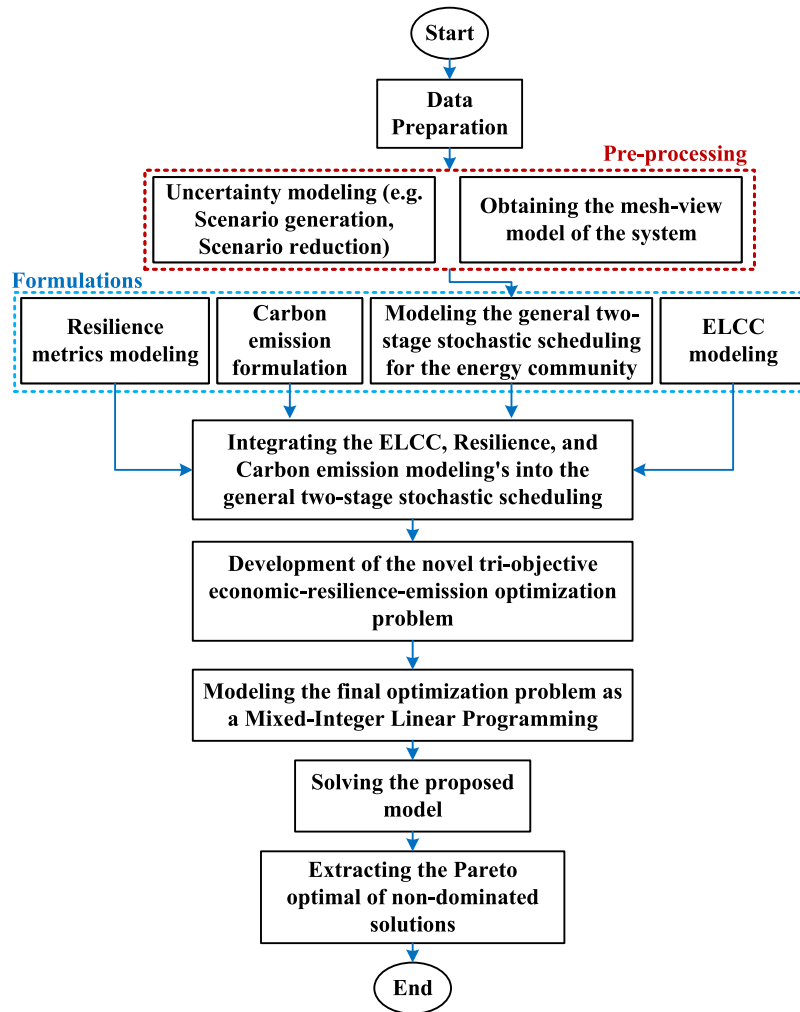 Start
Data
Preparation
Pre-processing
Uncertainty modeling (e.g.
Scenario generation,
Scenario reduction)
Obtaining the mesh-view
model of the system
Formulations
Resilience
metrics modeling
Carbon
emission
formulation
Modeling the general two-
stage stochastic scheduling
for the energy community
ELCC
modeling
Integrating the ELCC, Resilience, and
Carbon emission modeling's into the
general two-stage stochastic scheduling
Development of the novel tri-objective
economic-resilience-emission optimization
problem
Modeling the final optimization problem as
a Mixed-Integer Linear Programming
Solving the proposed
model
Extracting the Pareto
optimal of non-dominated
solutions
End